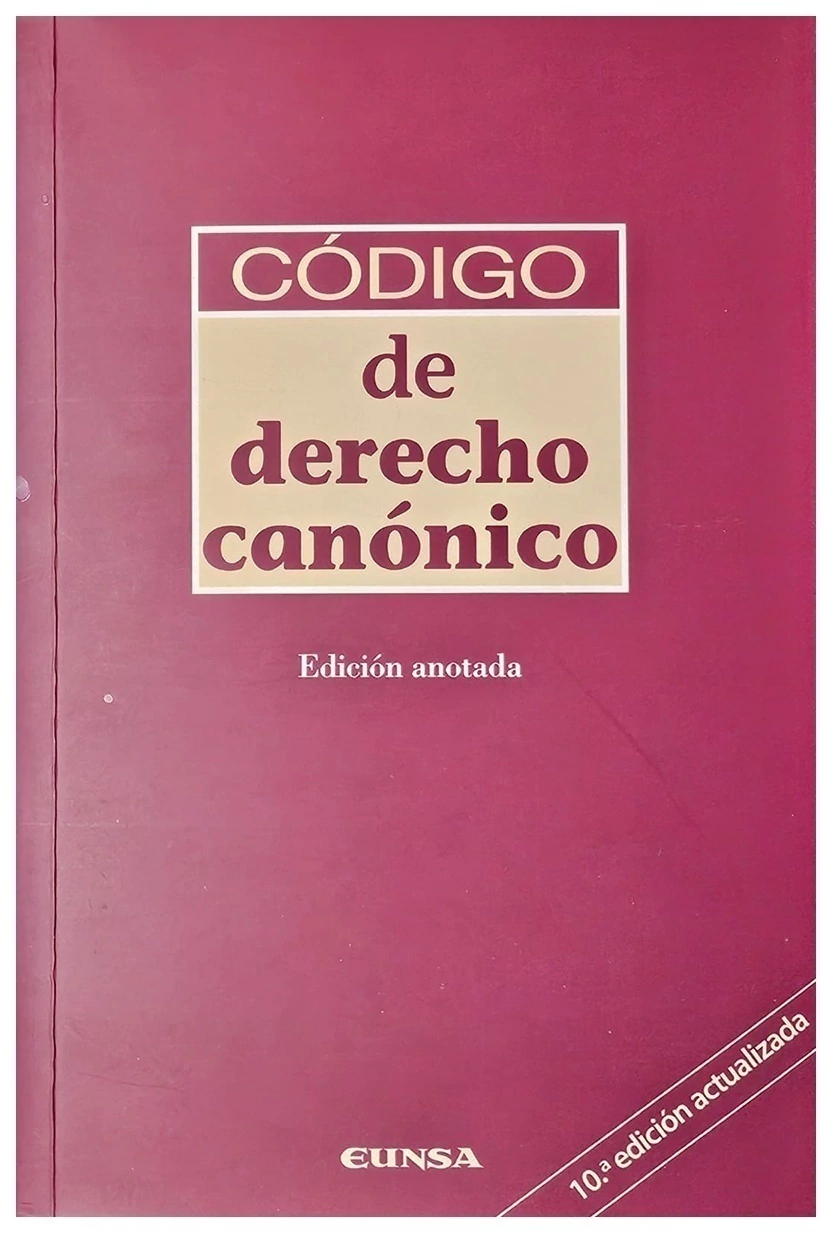 CÓDIGO
de
derecho
canónico
Edición anotada
EUNSA
10.ª edición actualizada